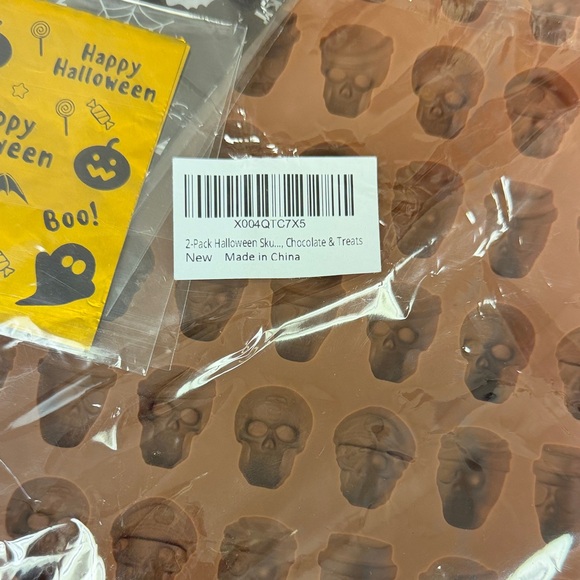 Happy
Halloween
ppy
ween
Boo!
X004QTC7X5
2-Pack Halloween Sku..., Chocolate & Treats
New Made in China